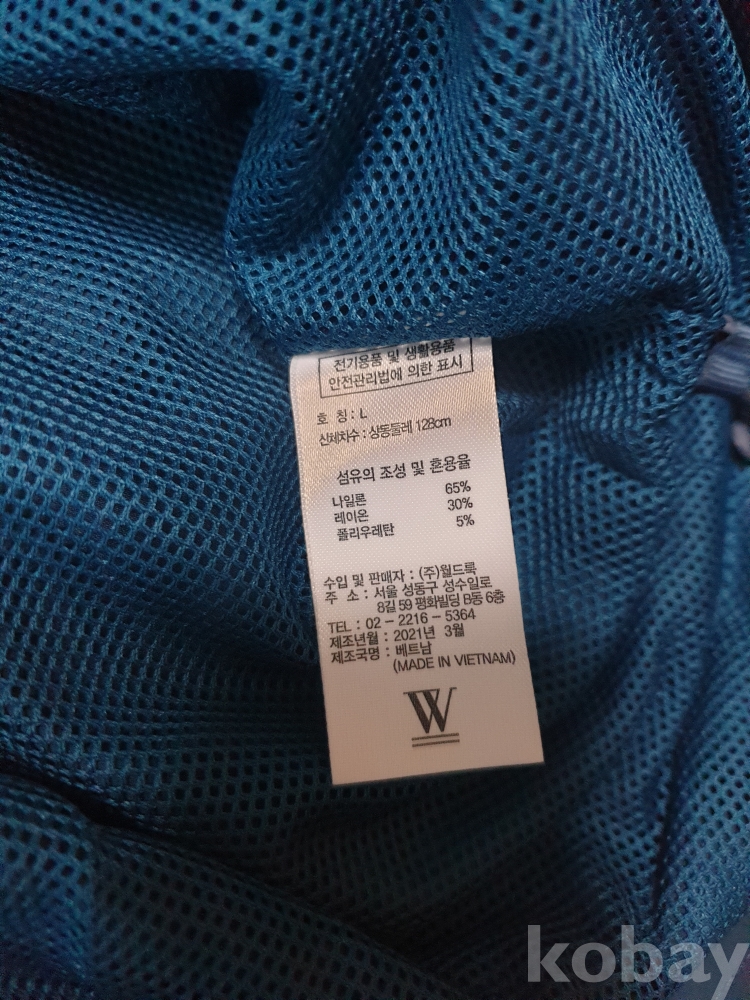 전기용품 및 생활용품
안전관리법에 의한 표시
호 칭 : L
신체치수 : 상동둘레 128cm
섬유의 조성 및 혼용율
나일론 65%
레이온 30%
폴리우레탄 5%
수입 및 판매자 : (주)월드룩
주 소 : 서울 성동구 성수일로
8길 59 평화빌딩 B동 6층
TEL : 02 - 2216 - 5364
제조년월 : 2021년 3월
제조국명 : 베트남
(MADE IN VIETNAM)
W
kobay